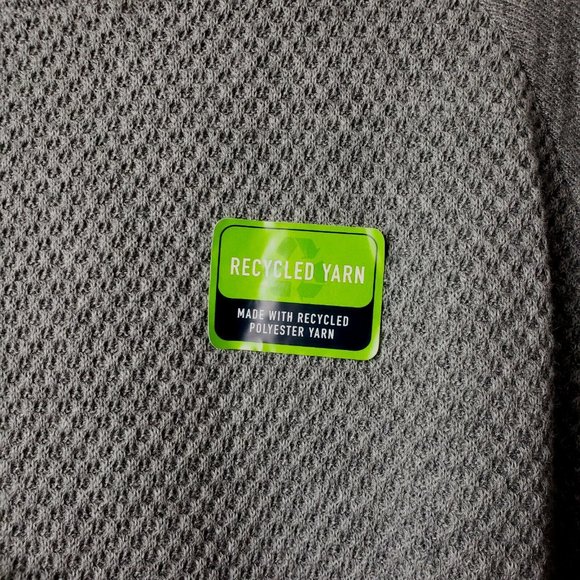 RECYCLED YARN
MADE WITH RECYCLED
POLYESTER YARN